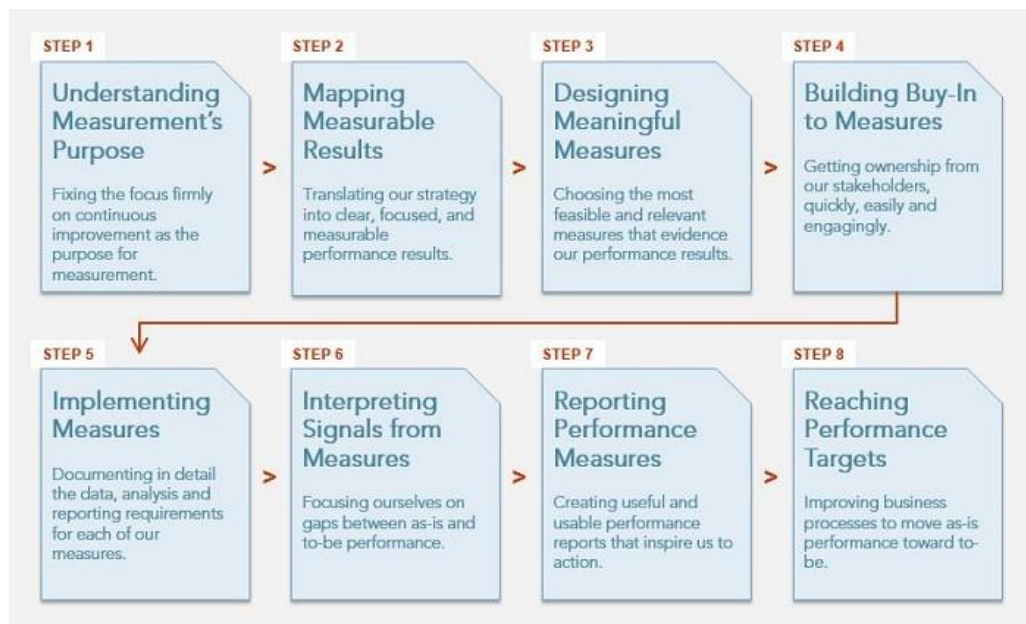 STEP 1
Understanding
Measurement's
Purpose
Fixing the focus firmly
on continuous
improvement as the
purpose for
measurement.
>
STEP 2
Mapping
Measurable
Results
Translating our strategy
into clear, focused, and
measurable
performance results.
>
STEP 3
Designing
Meaningful
Measures
Choosing the most
feasible and relevant
measures that evidence
our performance results.
>
STEP 4
Building Buy-In
to Measures
Getting ownership from
our stakeholders,
quickly, easily and
engagingly.
STEP 5
Implementing
Measures
Documenting in detail
the data, analysis and
reporting requirements
for each of our
measures.
>
STEP 6
Interpreting
Signals from
Measures
Focusing ourselves on
gaps between as-is and
to-be performance.
>
STEP 7
Reporting
Performance
Measures
Creating useful and
usable performance
reports that inspire us to
action.
>
STEP 8
Reaching
Performance
Targets
Improving business
processes to move as-is
performance toward to-
be.